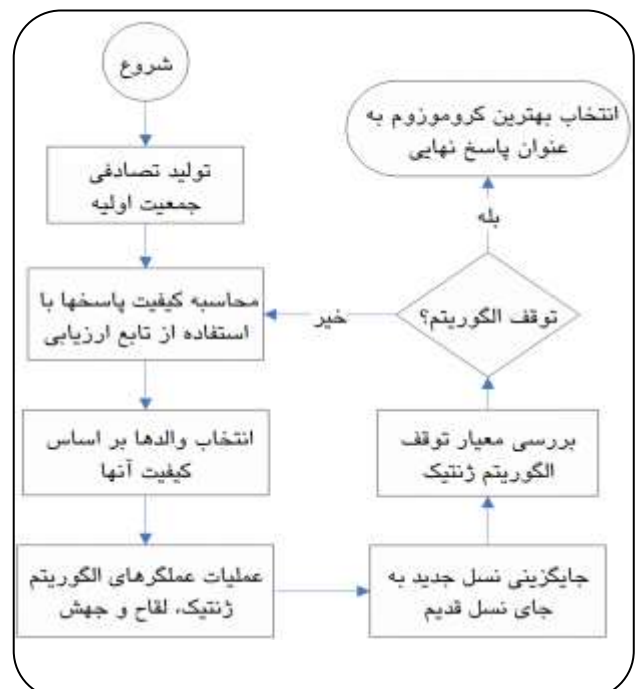 شروع
تولید تصادفی
جمعیت اولیه
محاسبه کیفیت پاسخها با
استفاده از تابع ارزیابی
انتخاب والدها بر اساس
کیفیت آنها
عملیات عملگرهای الگوریتم
ژنتیک، لقاح و جهش
جایگزینی نسل جدید به
جای نسل قدیم
بررسی معیار توقف
الگوریتم ژنتیک
توقف الگوریتم؟
خیر
بله
انتخاب بهترین کروموزوم به
عنوان پاسخ نهایی